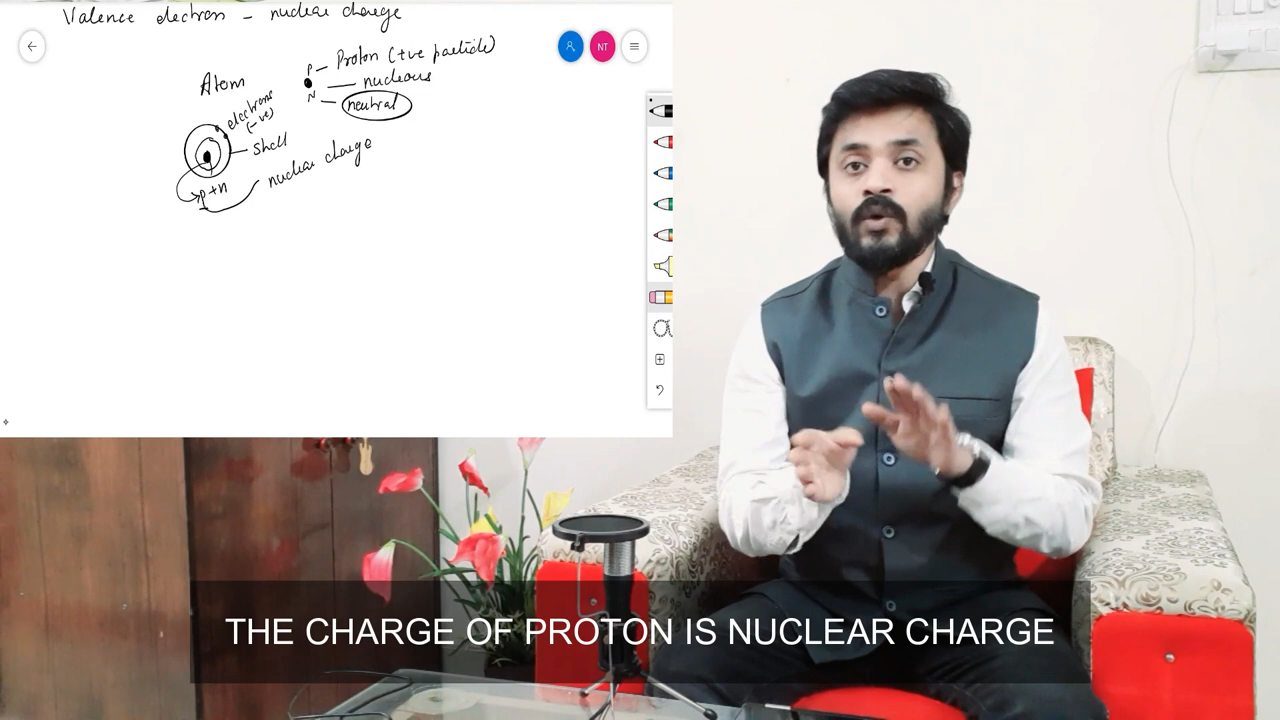 Valence electron - nuclear charge
NT
Atom
P - Proton (+ve particle)
nucleous
N - neutral
electrons
(-ve)
shell
nuclear charge
p+n
THE CHARGE OF PROTON IS NUCLEAR CHARGE